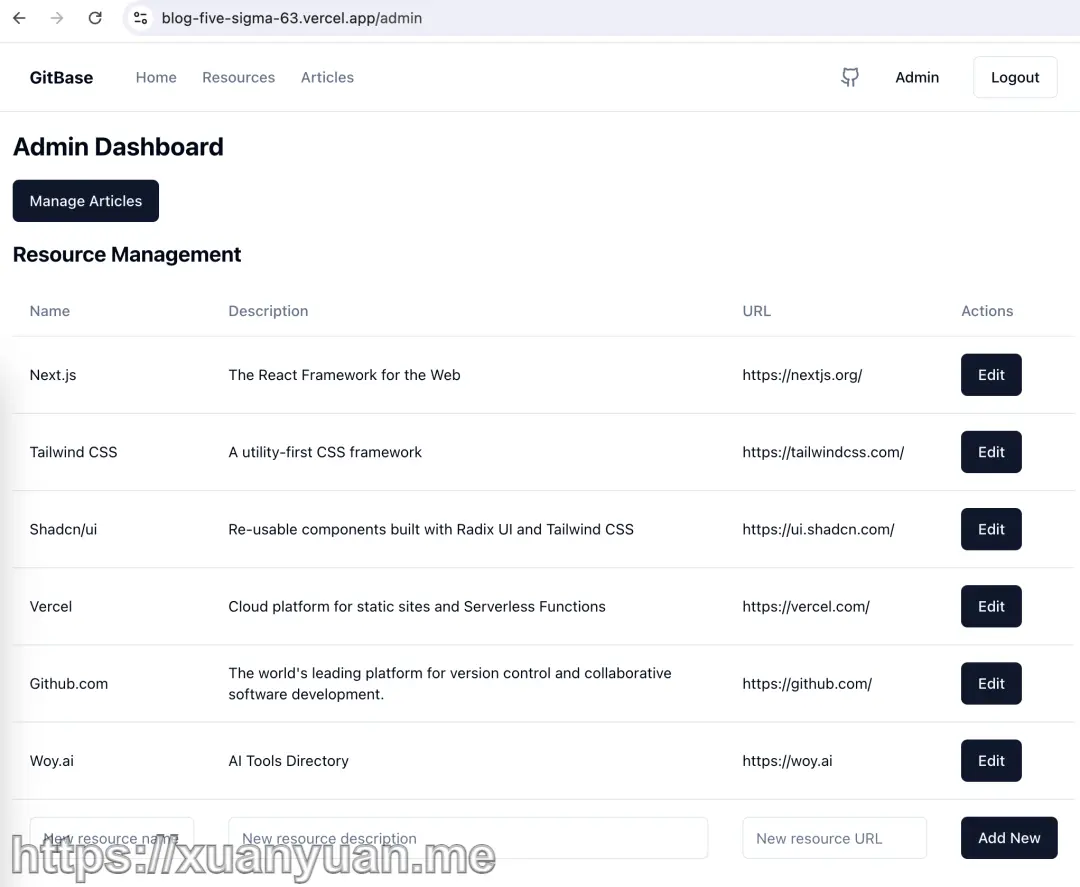 blog-five-sigma-63.vercel.app/admin
GitBase Home Resources Articles Admin Logout
Admin Dashboard
Manage Articles
Resource Management
Name Description URL Actions
Next.js The React Framework for the Web https://nextjs.org/ Edit
Tailwind CSS A utility-first CSS framework https://tailwindcss.com/ Edit
Shadcn/ui Re-usable components built with Radix UI and Tailwind CSS https://ui.shadcn.com/ Edit
Vercel Cloud platform for static sites and Serverless Functions https://vercel.com/ Edit
Github.com The world's leading platform for version control and collaborative software development. https://github.com/ Edit
Woy.ai AI Tools Directory https://woy.ai Edit
New resource name New resource description New resource URL Add New
https://xuanyuan.me